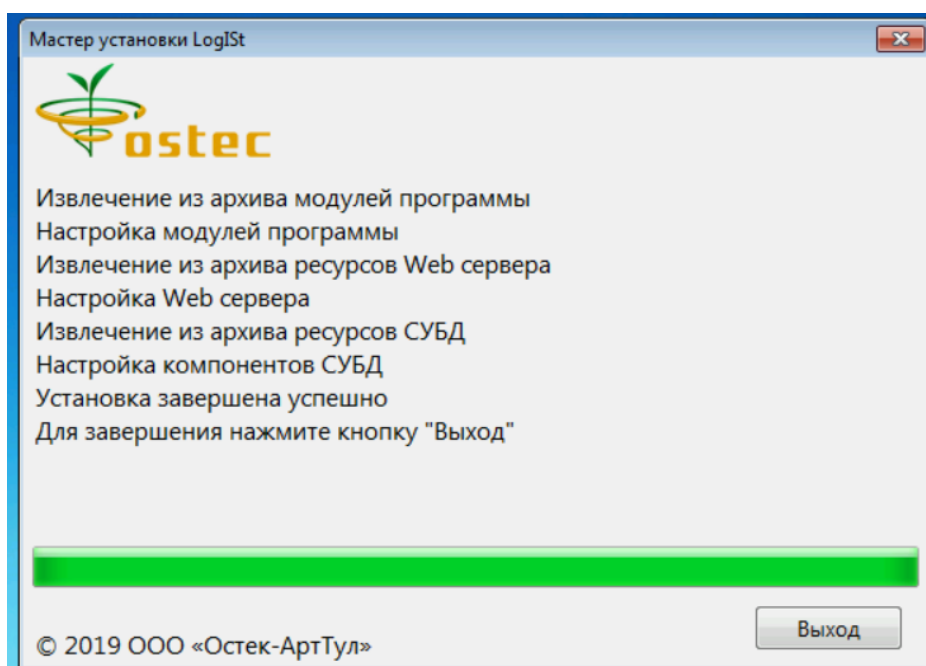 Мастер установки LogISt
ostec
Извлечение из архива модулей программы
Настройка модулей программы
Извлечение из архива ресурсов Web сервера
Настройка Web сервера
Извлечение из архива ресурсов СУБД
Настройка компонентов СУБД
Установка завершена успешно
Для завершения нажмите кнопку "Выход"
Выход
© 2019 ООО «Остек-АртТул»